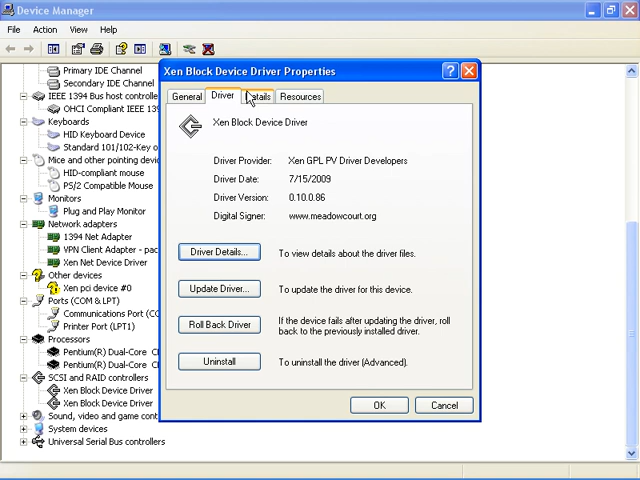 Device Manager
File Action View Help
Primary IDE Channel
Secondary IDE Channel
IEEE 1394 Bus host controlle
OHCI Compliant IEEE 139
Keyboards
HID Keyboard Device
Standard 101/102-Key o
Mice and other pointing devic
HID-compliant mouse
PS/2 Compatible Mouse
Monitors
Plug and Play Monitor
Network adapters
1394 Net Adapter
VPN Client Adapter - pac
Xen Net Device Driver
Other devices
Xen pci device #0
Ports (COM & LPT)
Communications Port (CO
Printer Port (LPT1)
Processors
Pentium(R) Dual-Core C
Pentium(R) Dual-Core C
SCSI and RAID controllers
Xen Block Device Driver
Xen Block Device Driver
Sound, video and game cont
System devices
Universal Serial Bus controllers
Xen Block Device Driver Properties
General Driver Details Resources
Xen Block Device Driver
Driver Provider: Xen GPL PV Driver Developers
Driver Date: 7/15/2009
Driver Version: 0.10.0.86
Digital Signer: www.meadowcourt.org
Driver Details... To view details about the driver files.
Update Driver... To update the driver for this device.
Roll Back Driver If the device fails after updating the driver, roll
back to the previously installed driver.
Uninstall To uninstall the driver (Advanced).
OK Cancel